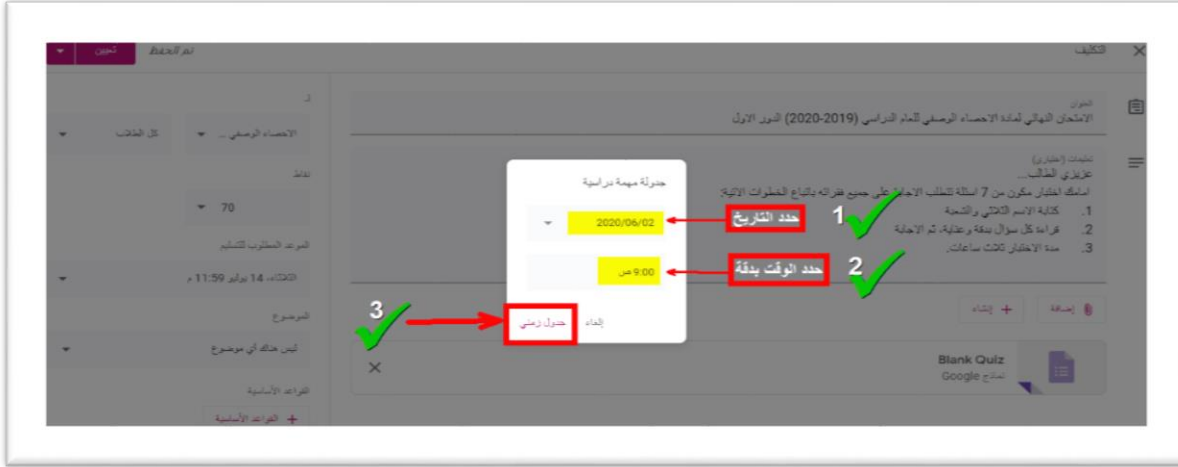 التكليف
تم الحفظ
تعيين
العنوان
الامتحان النهائي لمادة الاحصاء الوصفي للعام الدراسي (2019-2020) الدور الاول
تعليمات (اختياري)
عزيزي الطالب...
امامك اختبار مكون من 7 اسئلة تتطلب الاجابة على جميع فقراته باتباع الخطوات الاتية:
1. كتابة الاسم الثلاثي والشعبة
2. قراءة كل سؤال بدقة وعناية، ثم الاجابة
3. مدة الاختبار ثلاث ساعات.
إضافة
+ إنشاء
Blank Quiz
نماذج Google
لـ
الاحصاء الوصفي ...
كل الطلاب
نقاط
70
الموعد المطلوب للتسليم
الثلاثاء، 14 يوليو 11:59 م
الموضوع
ليس هناك أي موضوع
القواعد الأساسية
+ القواعد الأساسية
جدولة مهمة دراسية
2020/06/02
9:00 ص
إلغاء
جدول زمني
1
حدد التاريخ
2
حدد الوقت بدقة
3